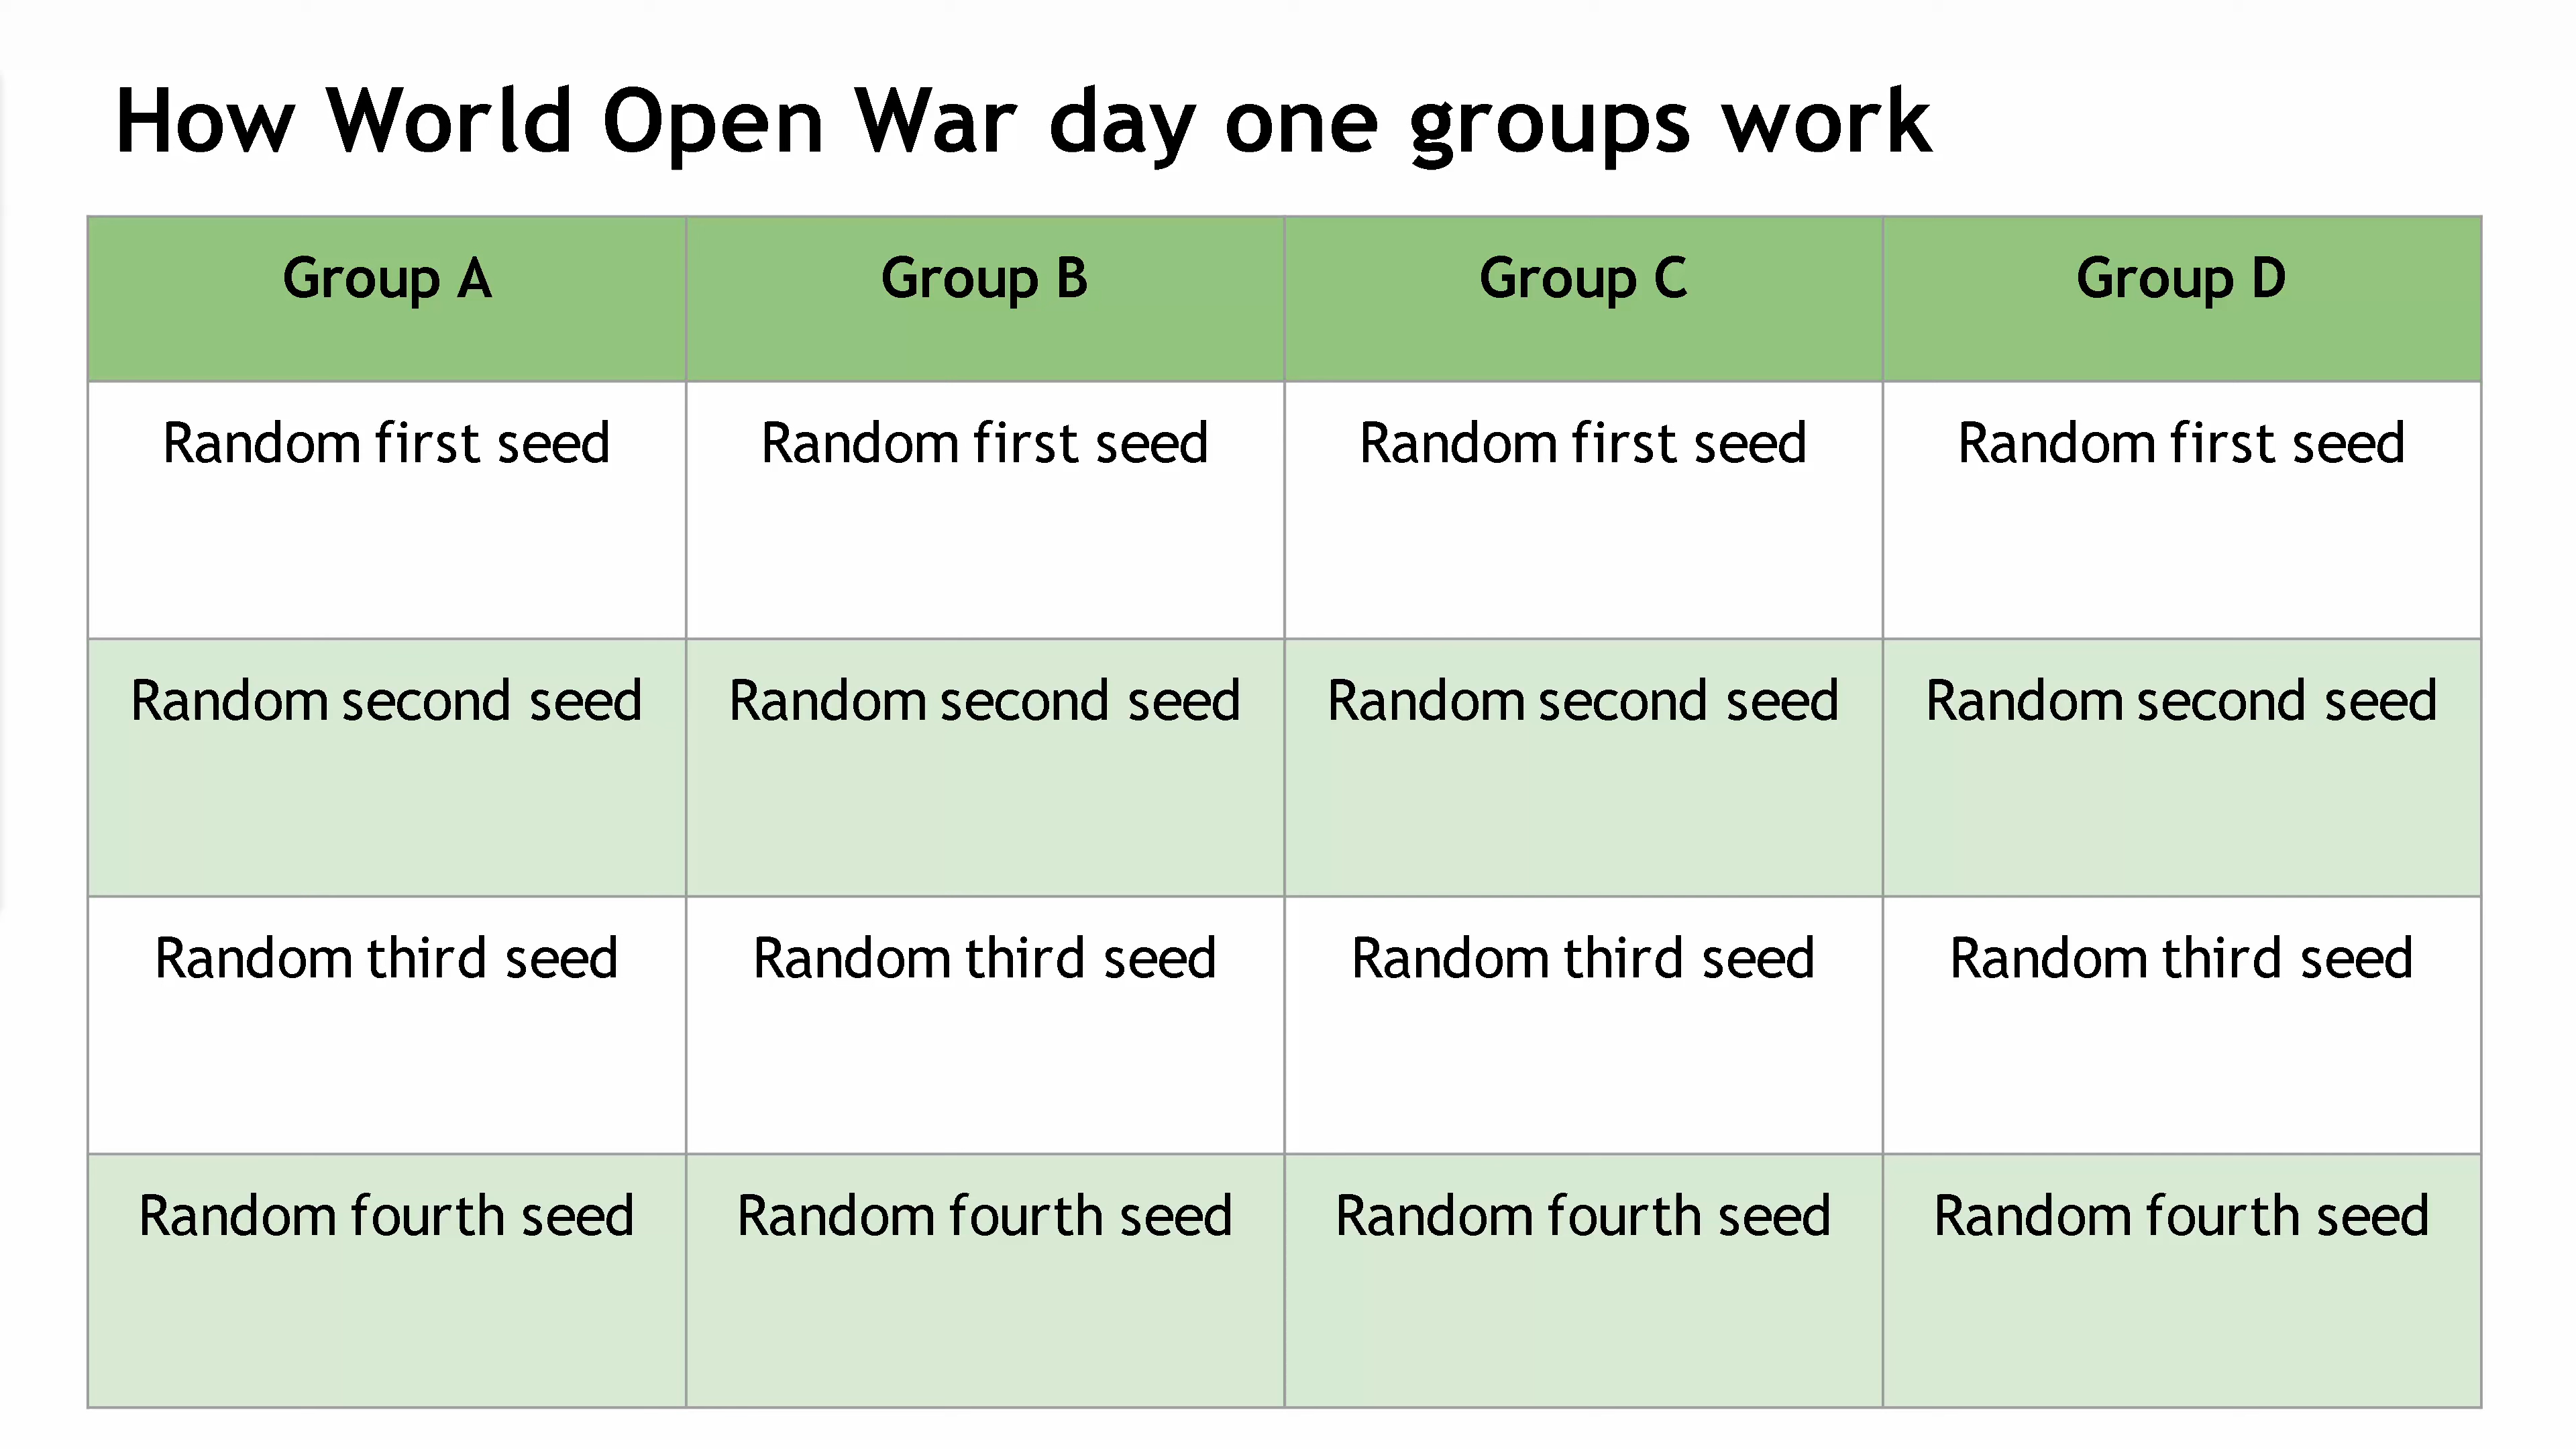 How World Open War day one groups work
Group A Group B Group C Group D
Random first seed Random first seed Random first seed Random first seed
Random second seed Random second seed Random second seed Random second seed
Random third seed Random third seed Random third seed Random third seed
Random fourth seed Random fourth seed Random fourth seed Random fourth seed